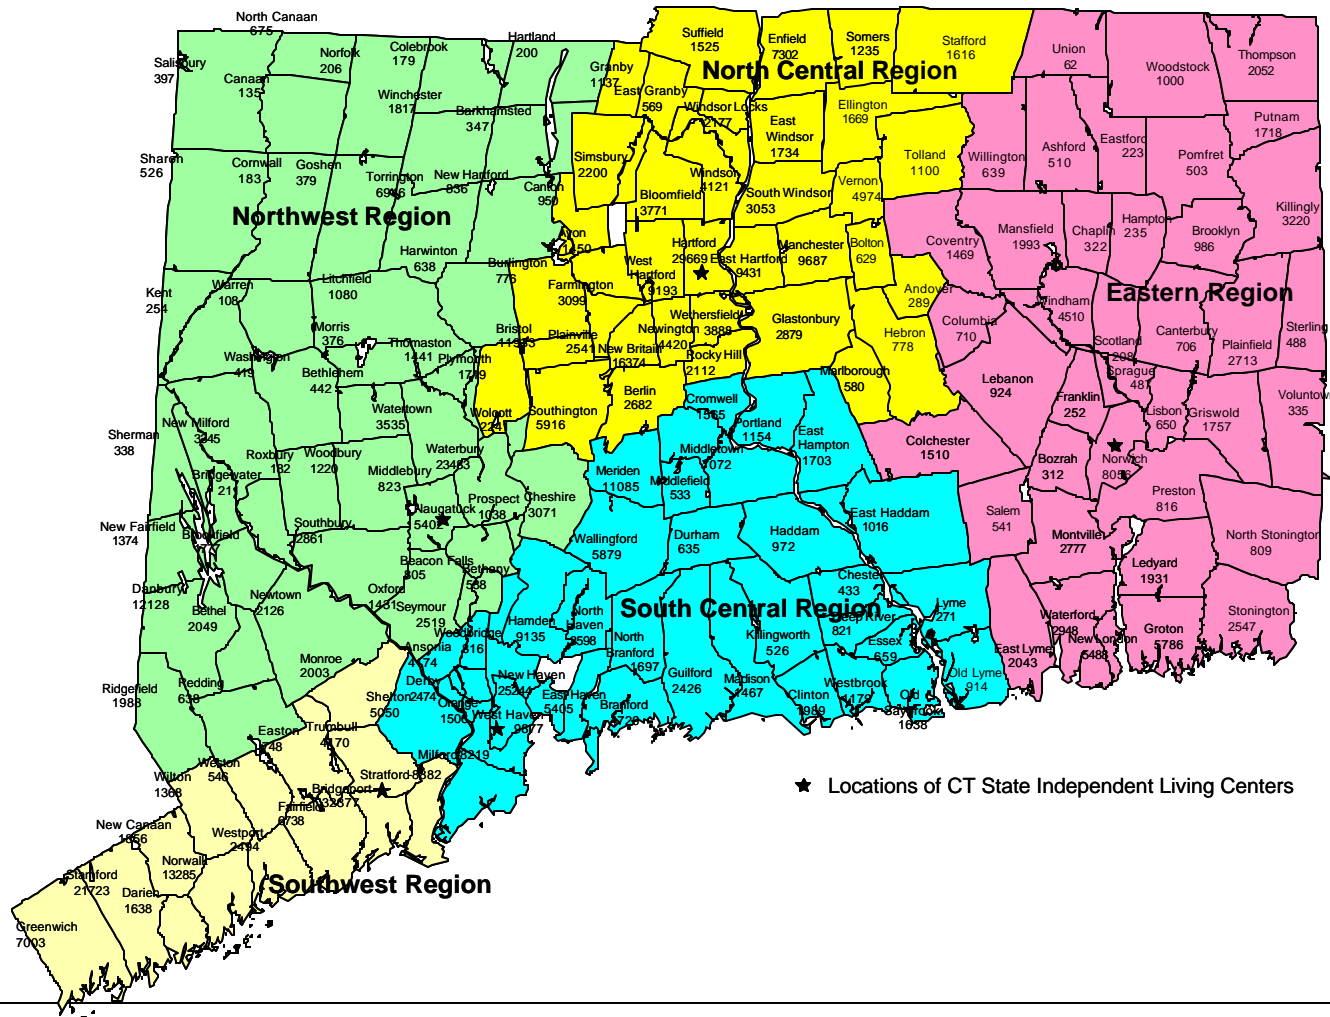 North Canaan
675
Salisbury
397
Canaan
135
Norfolk
206
Colebrook
179
Hartland
200
Winchester
1817
Barkhamsted
347
Granby
1137
East Granby
569
Suffield
1525
Enfield
7302
Somers
1235
Stafford
1616
North Central Region
Windsor Locks
2177
East
Windsor
1734
Ellington
1669
Union
62
Woodstock
1000
Thompson
2052
Putnam
1718
Sharon
526
Cornwall
183
Goshen
379
Torrington
New Hartford
836
Canton
950
Simsbury
2200
Bloomfield
3771
Windsor
4121
South Windsor
3053
Vernon
4974
Tolland
1100
Willington
639
Ashford
510
Eastford
223
Pomfret
503
Killingly
3220
Northwest Region
Harwinton
638
Burlington
776
Avon
1450
Farmington
3099
West
Hartford
9193
Hartford
29669
East Hartford
9431
Manchester
9687
Bolton
629
Coventry
1469
Mansfield
1993
Chaplin
322
Hampton
235
Brooklyn
986
Kent
254
Warren
108
Litchfield
1080
Andover
289
Columbia
710
Windham
4510
Eastern Region
Morris
376
Thomaston
1441
Plymouth
1719
Bristol
Plainville
2541
New Britain
16374
Newington
4420
Wethersfield
3888
Rocky Hill
2112
Glastonbury
2879
Hebron
778
Scotland
208
Canterbury
706
Plainfield
2713
Sterling
488
Washington
419
Bethlehem
442
Watertown
3535
Wolcott
Southington
5916
Berlin
2682
Cromwell
Marlborough
580
Lebanon
924
Franklin
252
Sprague
487
Lisbon
650
Griswold
1757
335
Sherman
338
New Milford
Roxbury
182
Woodbury
1220
Waterbury
23483
Middlebury
823
Meriden
11085
Middletown
Middlefield
533
Portland
1154
East
Hampton
1703
Colchester
1510
Bozrah
312
Norwich
Preston
816
Bridgewater
New Fairfield
1374
Brookfield
Southbury
2861
Naugatuck
5402
Prospect
1038
Cheshire
3071
Wallingford
5879
Durham
635
Haddam
972
East Haddam
1016
Salem
541
Montville
2777
North Stonington
809
Danbury
12128
Bethel
2049
Newtown
2126
Oxford
1431
Beacon Falls
805
Bethany
538
Seymour
2519
Ledyard
1931
South Central Region
Chester
433
Deep River
821
Lyme
271
Essex
659
Woodbridge
816
Hamden
9135
North
Haven
3598
North
Branford
1697
Killingworth
526
Waterford
2948
New London
5488
Groton
5786
Stonington
2547
Ridgefield
1988
Redding
638
Monroe
2003
Ansonia
4174
Derby
2474
Shelton
5050
Orange
1506
New Haven
25244
West Haven
9877
East Haven
5405
Branford
Guilford
2426
Madison
1467
Clinton
1989
Westbrook
1179
Old
Saybrook
1638
Old Lyme
914
East Lyme
2043
Easton
748
Trumbull
4170
Milford 8219
Stratford-8382
Bridgeport
32877
Fairfield
6738
Weston
546
Wilton
1368
★ Locations of CT State Independent Living Centers
New Canaan
1856
Westport
2494
Norwalk
13285
Stamford
21723
Darien
1638
Southwest Region
Greenwich
7003